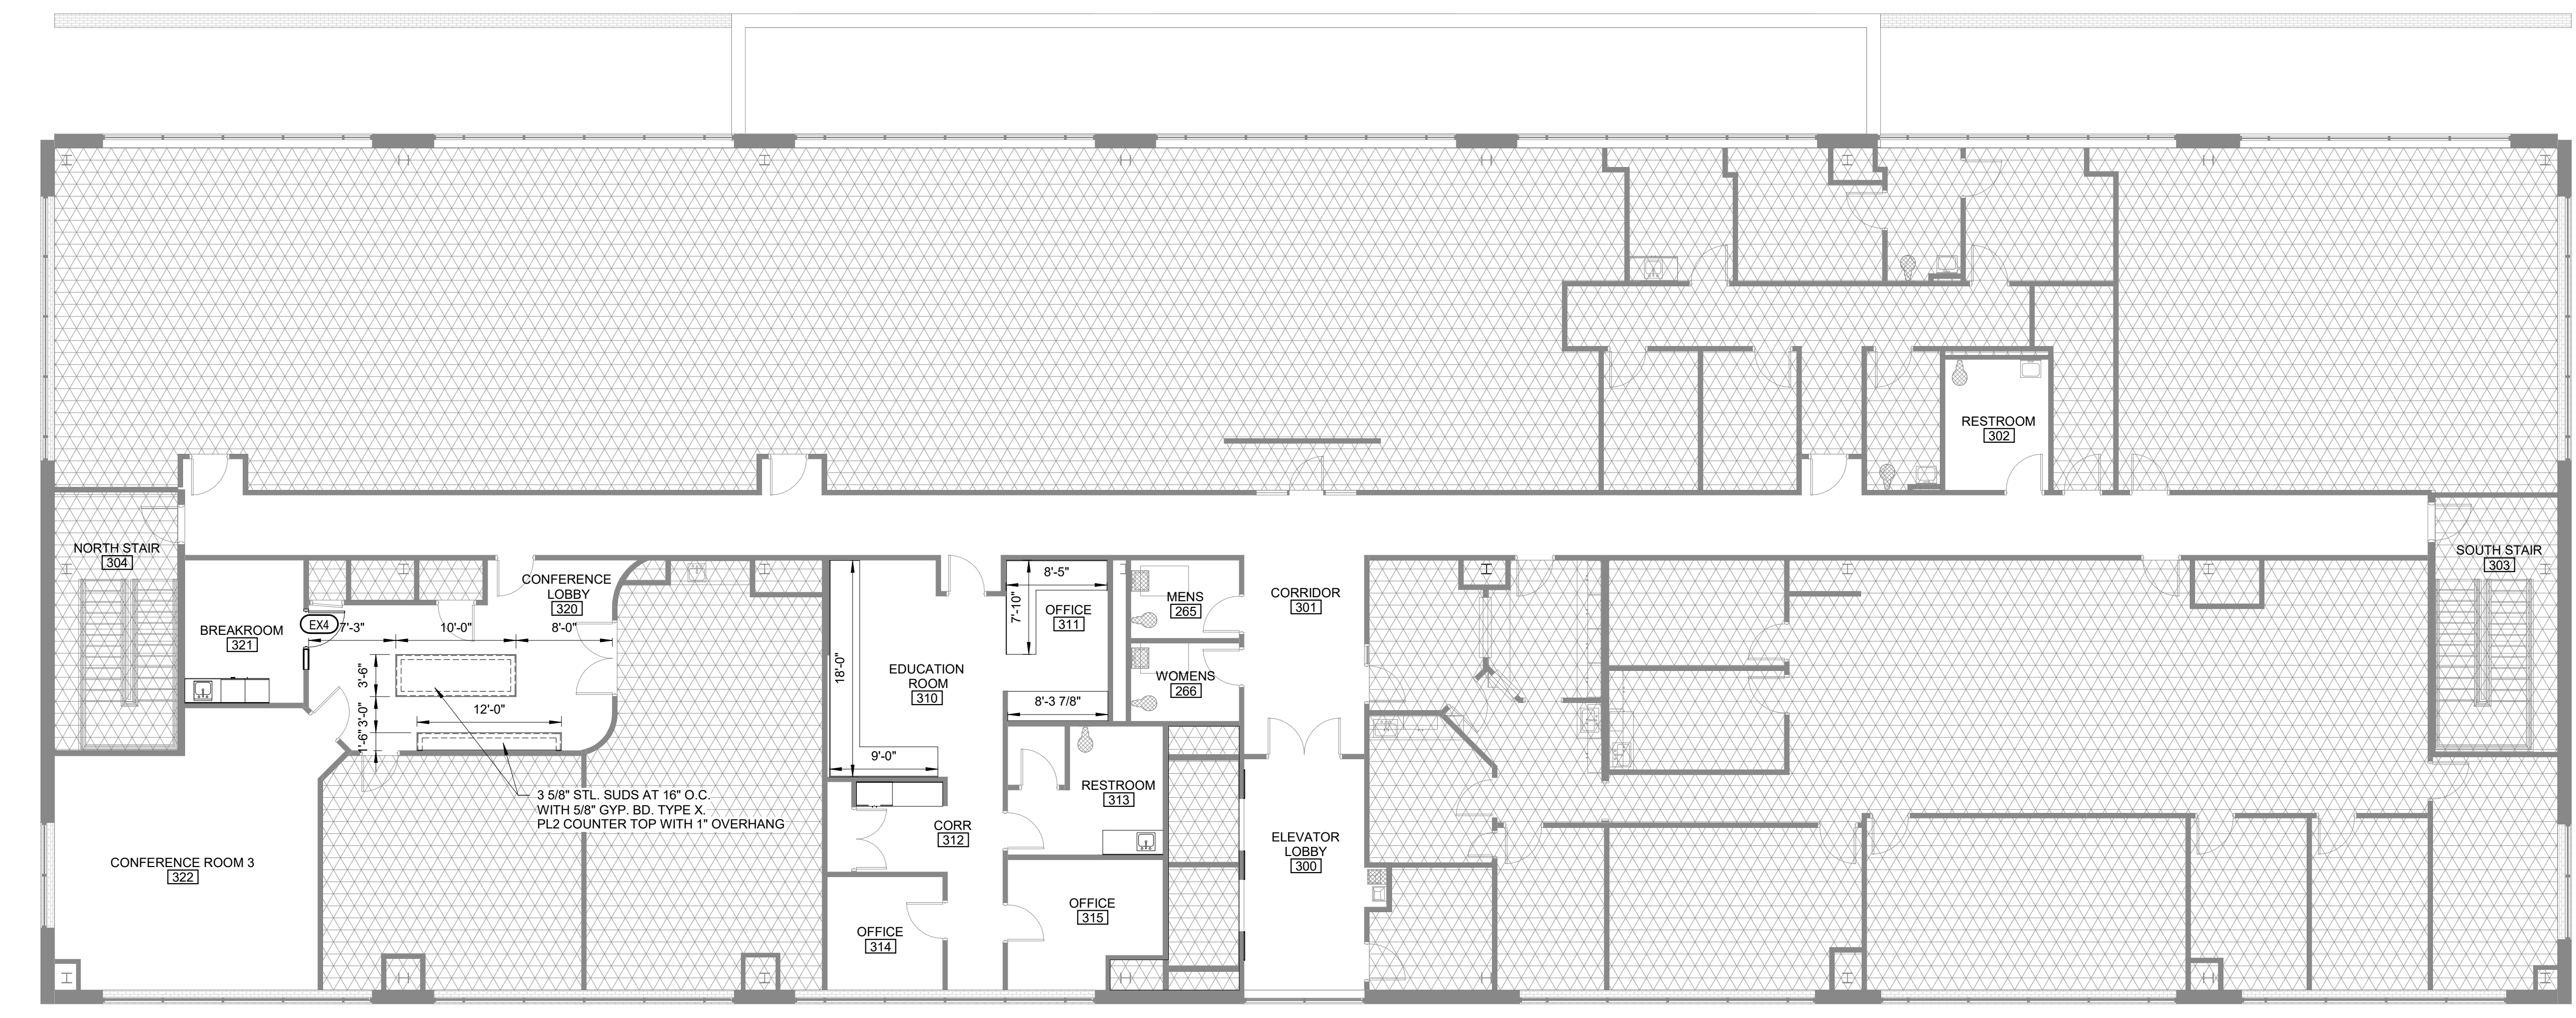 RESTROOM
302
NORTH STAIR
304
SOUTH STAIR
303
CONFERENCE
LOBBY
320
BREAKROOM
321
EX4
7'-3"
10'-0"
8'-0"
3'-6"
3'-0"
1'-6"
12'-0"
3 5/8" STL. SUDS AT 16" O.C.
WITH 5/8" GYP. BD. TYPE X.
PL2 COUNTER TOP WITH 1" OVERHANG
CONFERENCE ROOM 3
322
EDUCATION
ROOM
310
18'-0"
9'-0"
8'-5"
7'-10"
OFFICE
311
8'-3 7/8"
MENS
265
WOMENS
266
CORRIDOR
301
RESTROOM
313
CORR
312
OFFICE
314
OFFICE
315
ELEVATOR
LOBBY
300